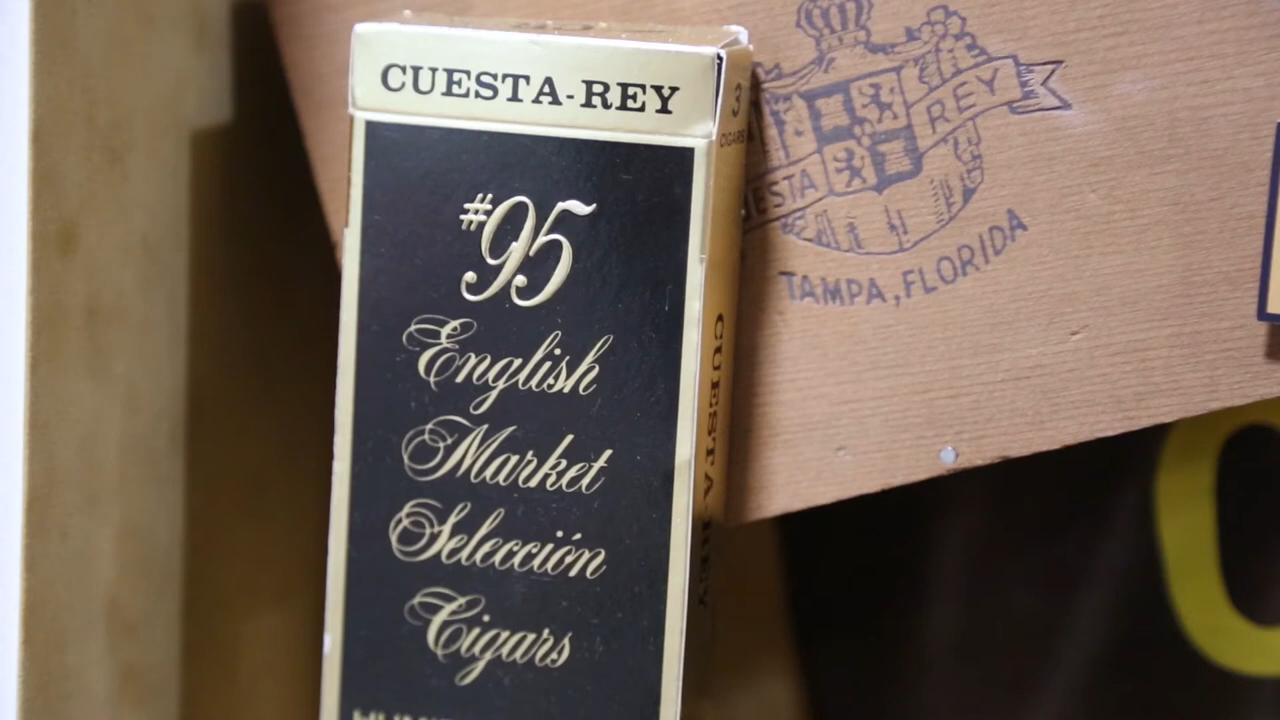 CUESTA-REY
#95
English
Market
Selección
Cigars
3
CIGARS
CUESTA-REY
CUESTA REY
TAMPA, FLORIDA